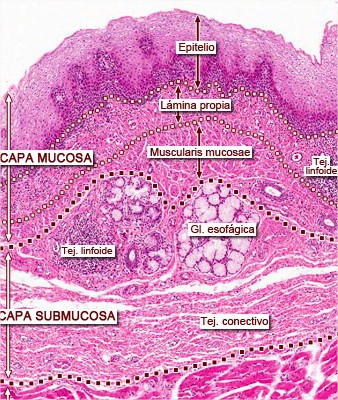 Epitelio
Lámina propia
CAPA MUCOSA
Muscularis mucosae
Tej.
linfoide
Tej. linfoide
Gl. esofágica
CAPA SUBMUCOSA
Tej. conectivo